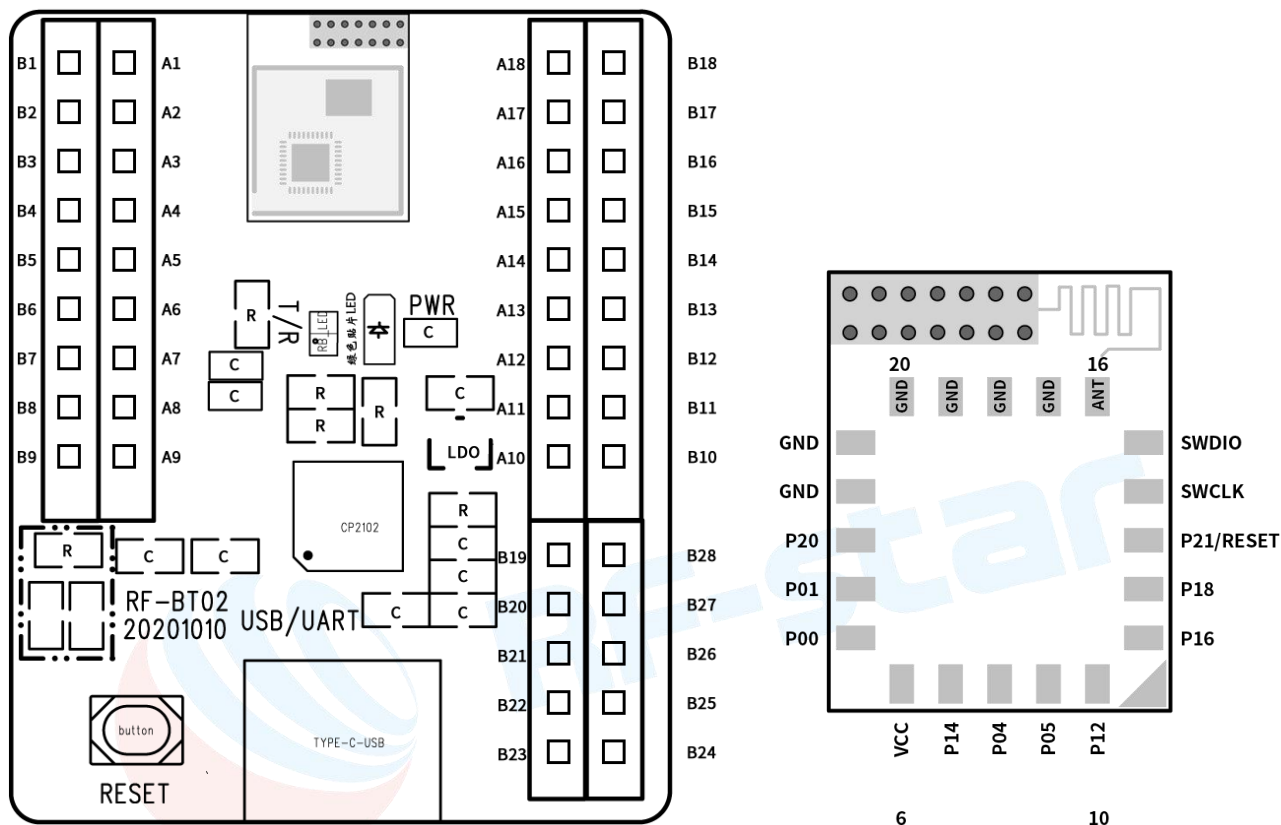 B1 A1 A18 B18
B2 A2 A17 B17
B3 A3 A16 B16
B4 A4 A15 B15
B5 A5 A14 B14
B6 A6 A13 B13
B7 A7 A12 B12
B8 A8 A11 B11
B9 A9 A10 B10
R
T/R
RB_LED
绿色贴片LED
PWR
C
C
C
R
R
R
C
LDO
CP2102
R
C
C
C
C
R
C
C
B19 B28
B20 B27
B21 B26
B22 B25
B23 B24
RF-BT02
20201010
USB/UART
button
RESET
TYPE-C-USB
RF-star
20 16
GND GND GND GND ANT
GND SWDIO
GND SWCLK
P20 P21/RESET
P01 P18
P00 P16
VCC P14 P04 P05 P12
6 10